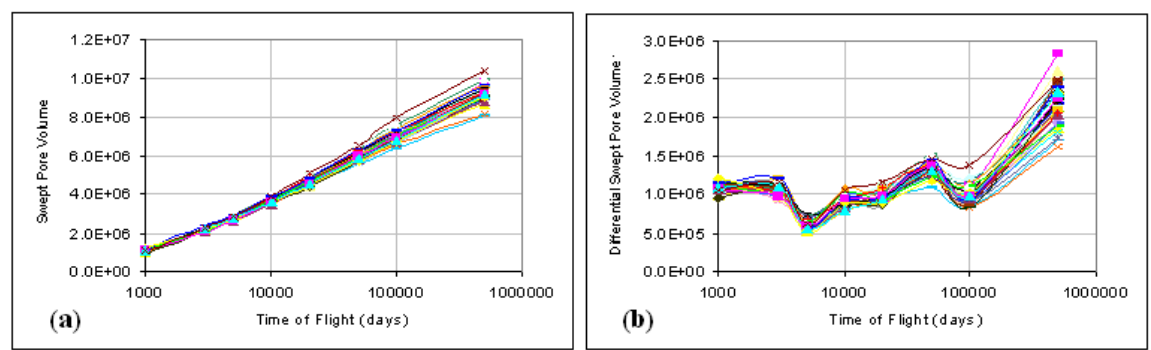 1.2E+07
1.0E+07
8.0E+06
6.0E+06
4.0E+06
2.0E+06
0.0E+00
Swept Pore Volume
1000 10000 100000 1000000
Time of Flight (days)
(a)
3.0E+06
2.5E+06
2.0E+06
1.5E+06
1.0E+06
5.0E+05
0.0E+00
Differential Swept Pore Volume
1000 10000 100000 1000000
Time of Flight (days)
(b)